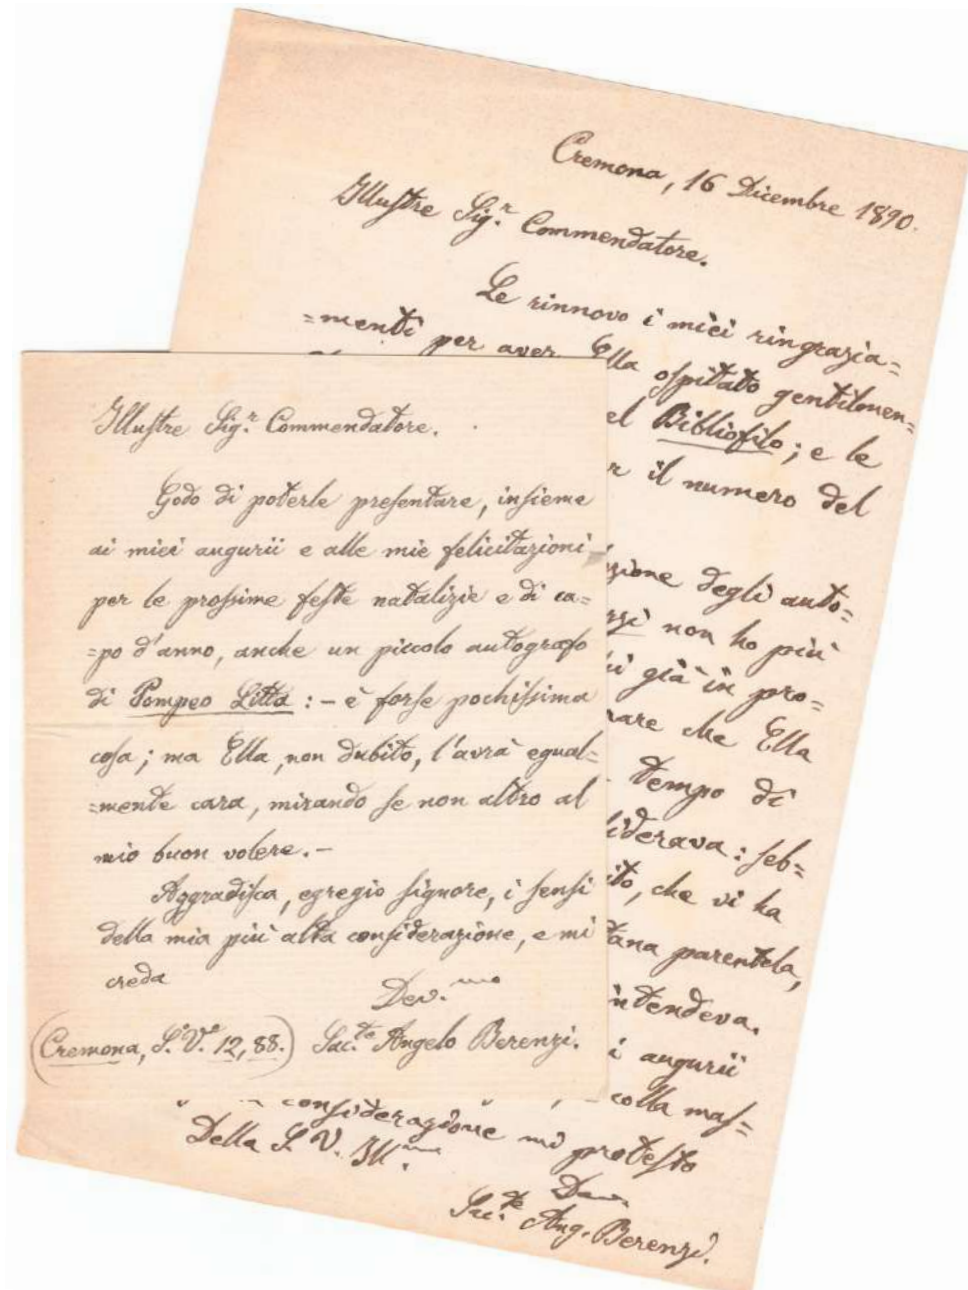 Cremona, 16 Dicembre 1890.
Illustre Sig.r Commendatore.
Le rinnovo i miei ringrazia=
=menti per aver Ella ospitato gentilmen=
el Bibliofilo; e le
il numero del
zione degli auto=
non ho più
già in pro=
che Ella
tempo di
iderava: seb=
ito, che vi ha
tana parentela,
intendeva.
i augurii
colla mas=
considerazione mi protesto
Della S. V. Ill.ma
Dev.
Sac.te Ang. Berenzi.
Illustre Sig.r Commendatore.
Godo di poterle presentare, insieme
ai miei augurii e alle mie felicitazioni
per le prossime feste natalizie e di ca=
=po d'anno, anche un piccolo autografo
di Pompeo Litta: - è forse pochissima
cosa; ma Ella, non dubito, l'avrà egual=
=mente cara, mirando se non altro al
mio buon volere. -
Aggradisca, egregio signore, i sensi
della mia più alta considerazione, e mi
creda
Dev.mo
(Cremona, 12, 88.) Sac.te Angelo Berenzi.